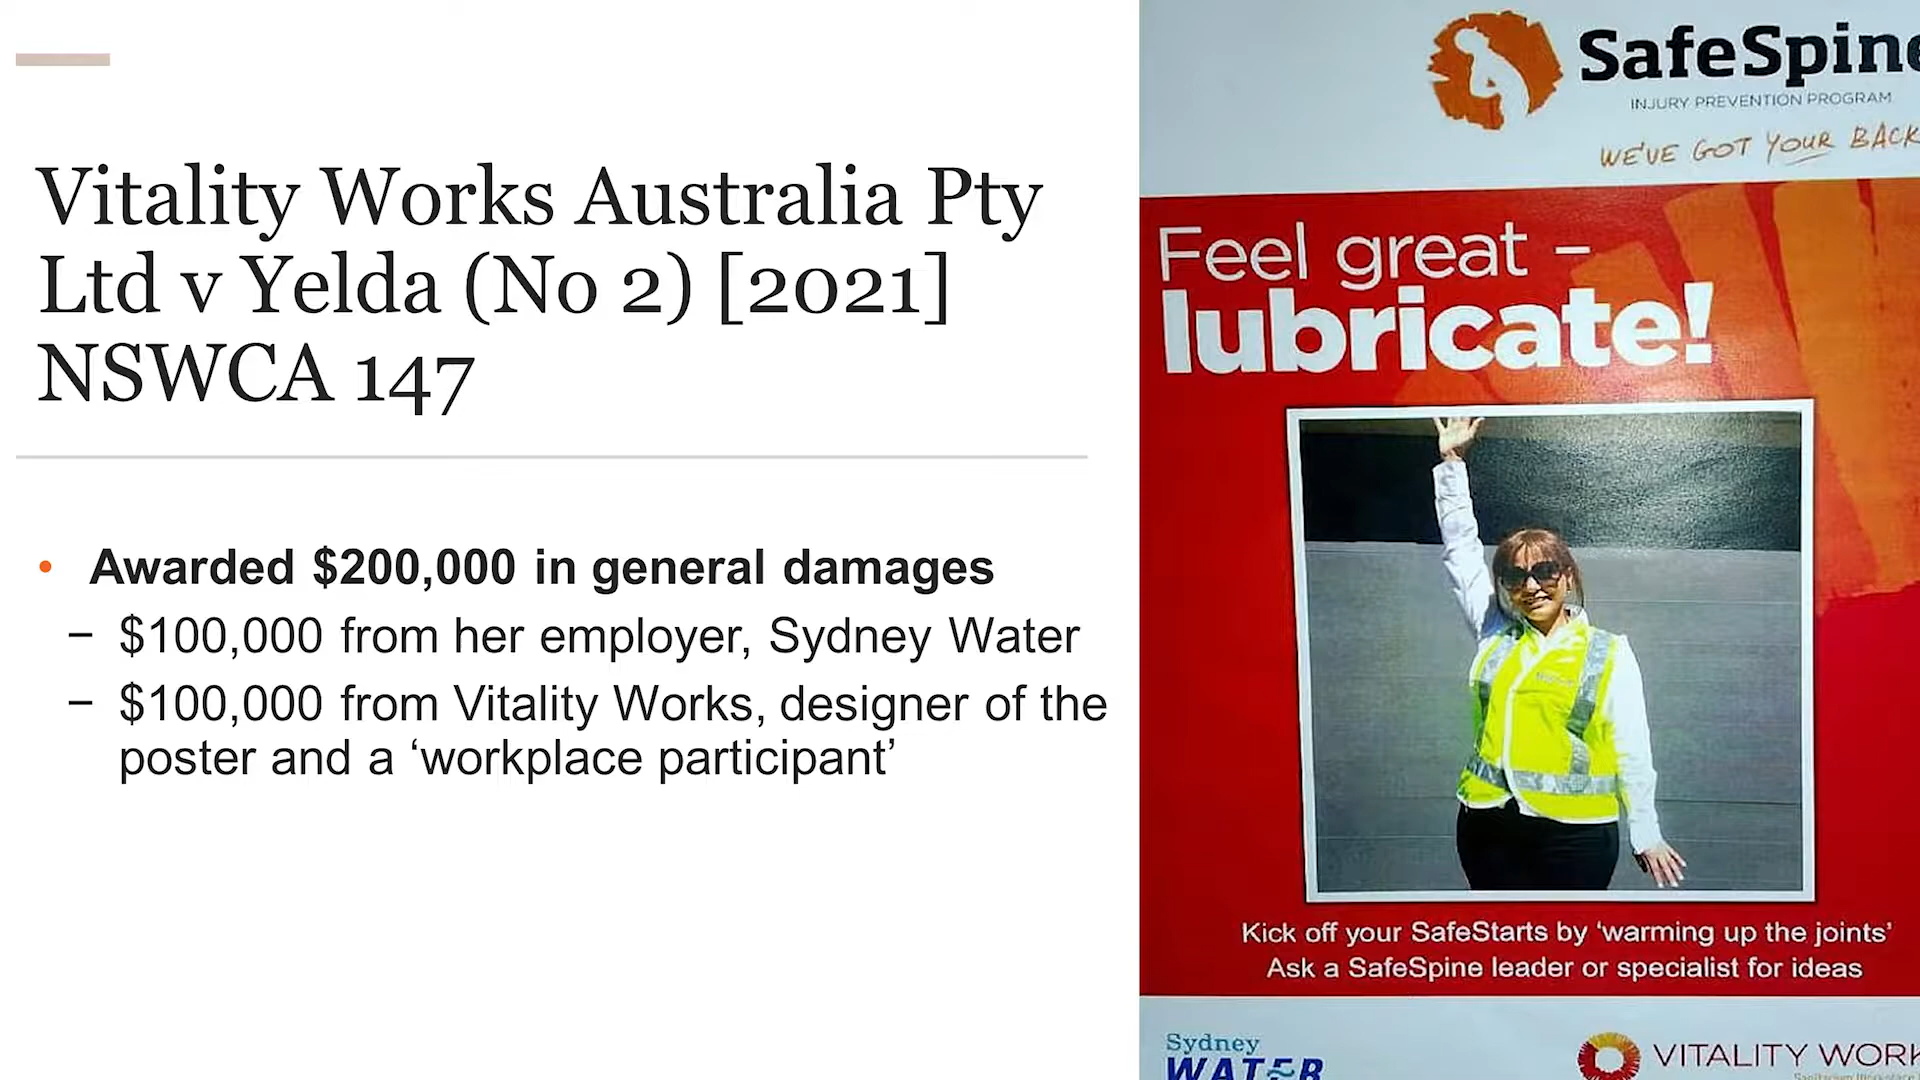 Vitality Works Australia Pty
Ltd v Yelda (No 2) [2021]
NSWCA 147
• Awarded $200,000 in general damages
– $100,000 from her employer, Sydney Water
– $100,000 from Vitality Works, designer of the
poster and a ‘workplace participant’
SafeSpine
INJURY PREVENTION PROGRAM
WE'VE GOT YOUR BACK
Feel great –
lubricate!
Kick off your SafeStarts by ‘warming up the joints’
Ask a SafeSpine leader or specialist for ideas
Sydney
WATER
VITALITY WORK